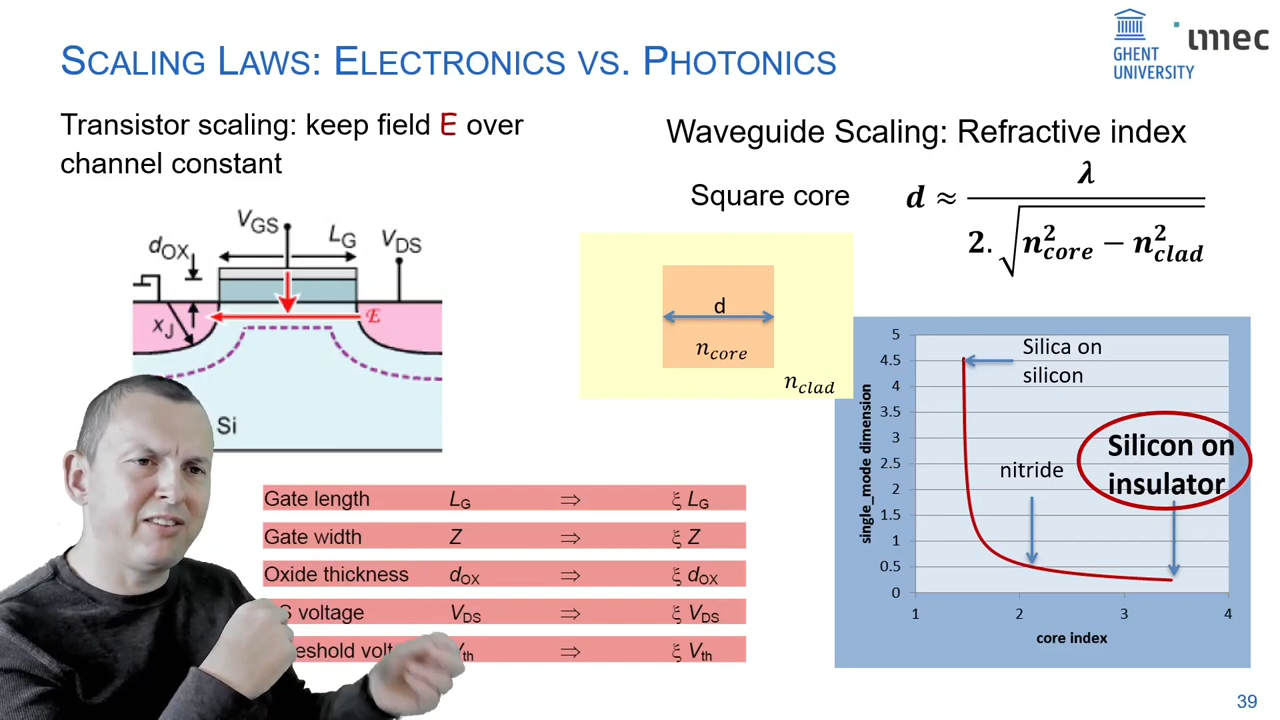 SCALING LAWS: ELECTRONICS VS. PHOTONICS
GHENT
UNIVERSITY
imec
Transistor scaling: keep field E over
channel constant
V_GS
d_OX
L_G
V_DS
x_J
ℰ
Si
Gate length L_G ⇒ ξ L_G
Gate width Z ⇒ ξ Z
Oxide thickness d_OX ⇒ ξ d_OX
voltage V_DS ⇒ ξ V_DS
V_th ⇒ ξ V_th
Waveguide Scaling: Refractive index
Square core
d ≈ λ / (2. √(n_core^2 − n_clad^2))
d
n_core
n_clad
5
4.5
4
3.5
3
2.5
2
1.5
1
0.5
0
single_mode dimension
Silica on
silicon
nitride
Silicon on
insulator
1 2 3 4
core index
39